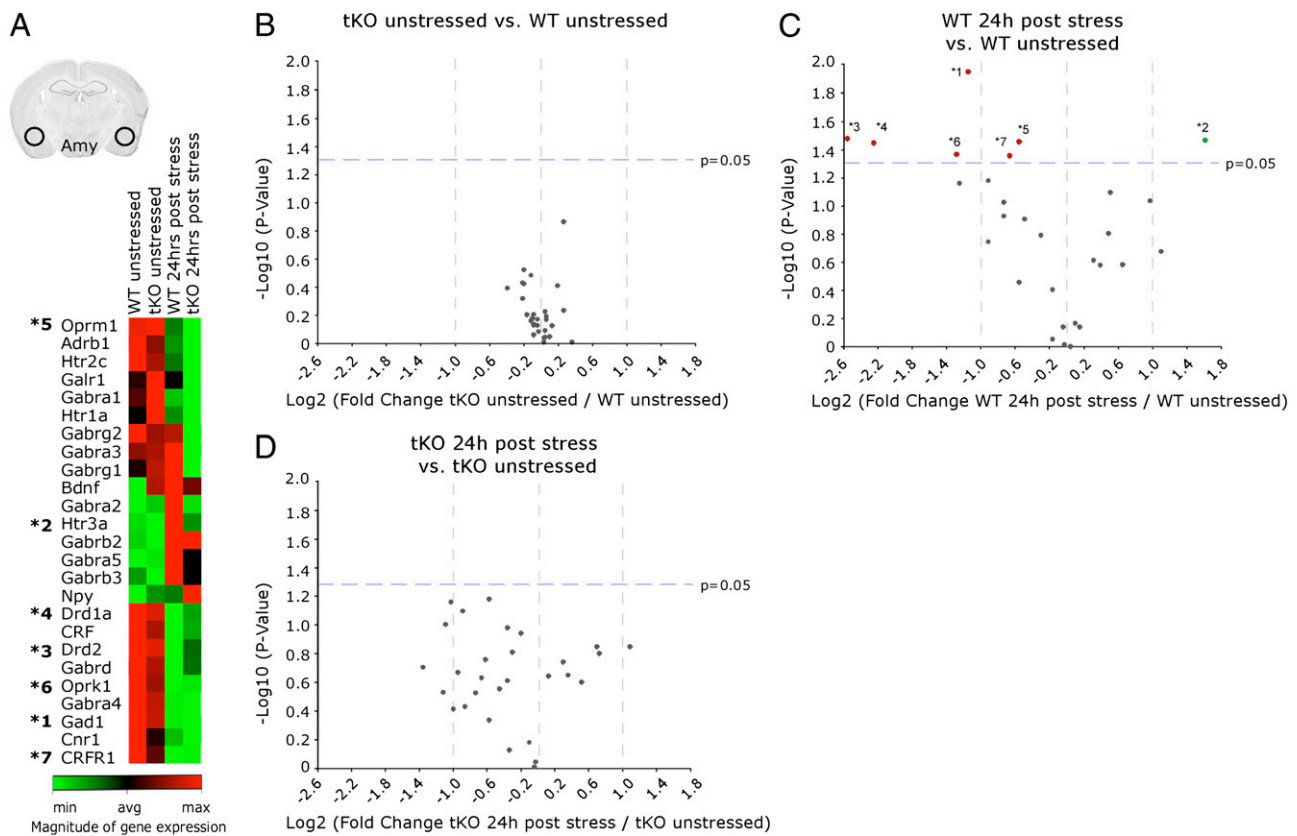 A
Amy
WT unstressed
tKO unstressed
WT 24hrs post stress
tKO 24hrs post stress
*5 Oprm1
Adrb1
Htr2c
Galr1
Gabra1
Htr1a
Gabrg2
Gabra3
Gabrg1
Bdnf
Gabra2
*2 Htr3a
Gabrb2
Gabra5
Gabrb3
Npy
*4 Drd1a
CRF
*3 Drd2
Gabrd
*6 Oprk1
Gabra4
*1 Gad1
Cnr1
*7 CRFR1
min avg max
Magnitude of gene expression
B
tKO unstressed vs. WT unstressed
-Log10 (P-Value)
2.0
1.8
1.6
1.4
1.2
1.0
0.8
0.6
0.4
0.2
0
p=0.05
-2.6 -2.2 -1.8 -1.4 -1.0 -0.6 -0.2 0.2 0.6 1.0 1.4 1.8
Log2 (Fold Change tKO unstressed / WT unstressed)
C
WT 24h post stress
vs. WT unstressed
-Log10 (P-Value)
2.0
1.8
1.6
1.4
1.2
1.0
0.8
0.6
0.4
0.2
0
*1
*3
*4
*6
*7
*5
*2
p=0.05
-2.6 -2.2 -1.8 -1.4 -1.0 -0.6 -0.2 0.2 0.6 1.0 1.4 1.8
Log2 (Fold Change WT 24h post stress / WT unstressed)
D
tKO 24h post stress
vs. tKO unstressed
-Log10 (P-Value)
2.0
1.8
1.6
1.4
1.2
1.0
0.8
0.6
0.4
0.2
0
p=0.05
-2.6 -2.2 -1.8 -1.4 -1.0 -0.6 -0.2 0.2 0.6 1.0 1.4 1.8
Log2 (Fold Change tKO 24h post stress / tKO unstressed)